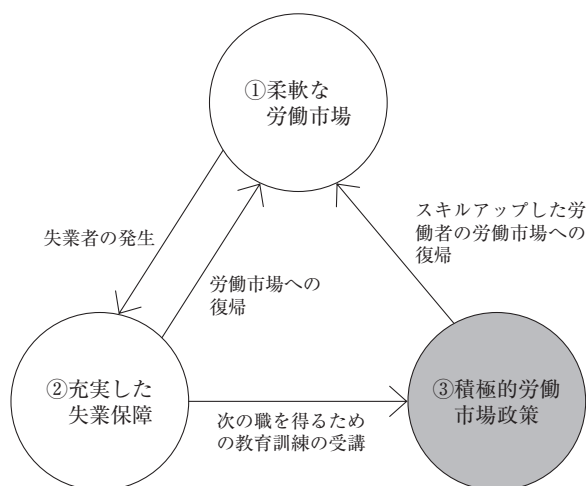 ①柔軟な
労働市場
失業者の発生
労働市場への
復帰
スキルアップした労
働者の労働市場への
復帰
②充実した
失業保障
次の職を得るため
の教育訓練の受講
③積極的労働
市場政策